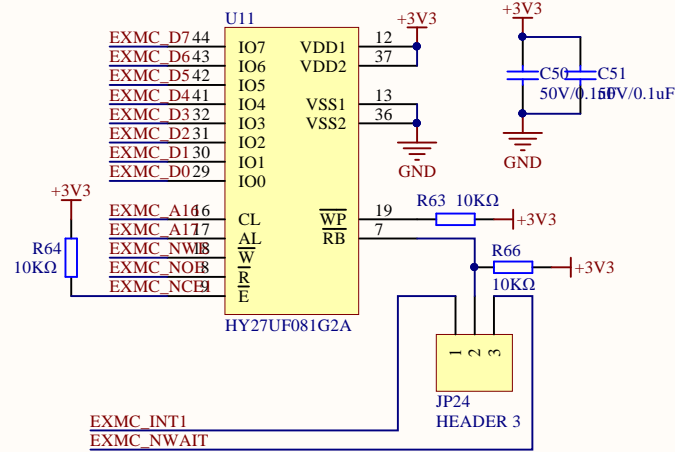 U11
+3V3
+3V3
EXMC_D7 44 IO7 VDD1 12
EXMC_D6 43 IO6 VDD2 37
EXMC_D5 42 IO5
C50 C51
EXMC_D4 41 IO4 VSS1 13
50V/0.1uF 50V/0.1uF
EXMC_D3 32 IO3 VSS2 36
EXMC_D2 31 IO2
EXMC_D1 30 IO1
EXMC_D0 29 IO0
GND
GND
+3V3
R63 10KΩ
EXMC_A16 16 CL WP 19
+3V3
EXMC_A17 17 AL RB 7
R64
10KΩ
EXMC_NWE 18 W
R66
EXMC_NOE 8 R
+3V3
EXMC_NCE1 9 E
10KΩ
HY27UF081G2A
1 2 3
JP24
HEADER 3
EXMC_INT1
EXMC_NWAIT